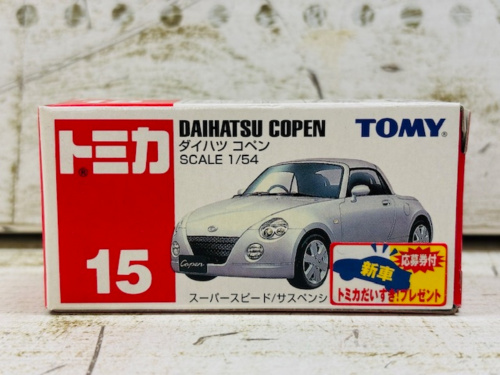 トミカ®
15
DAIHATSU COPEN
ダイハツ コペン
SCALE 1/54
TOMY®
Copen
スーパースピード/サスペンシ
応募券付
新車
トミカだいすき!プレゼント